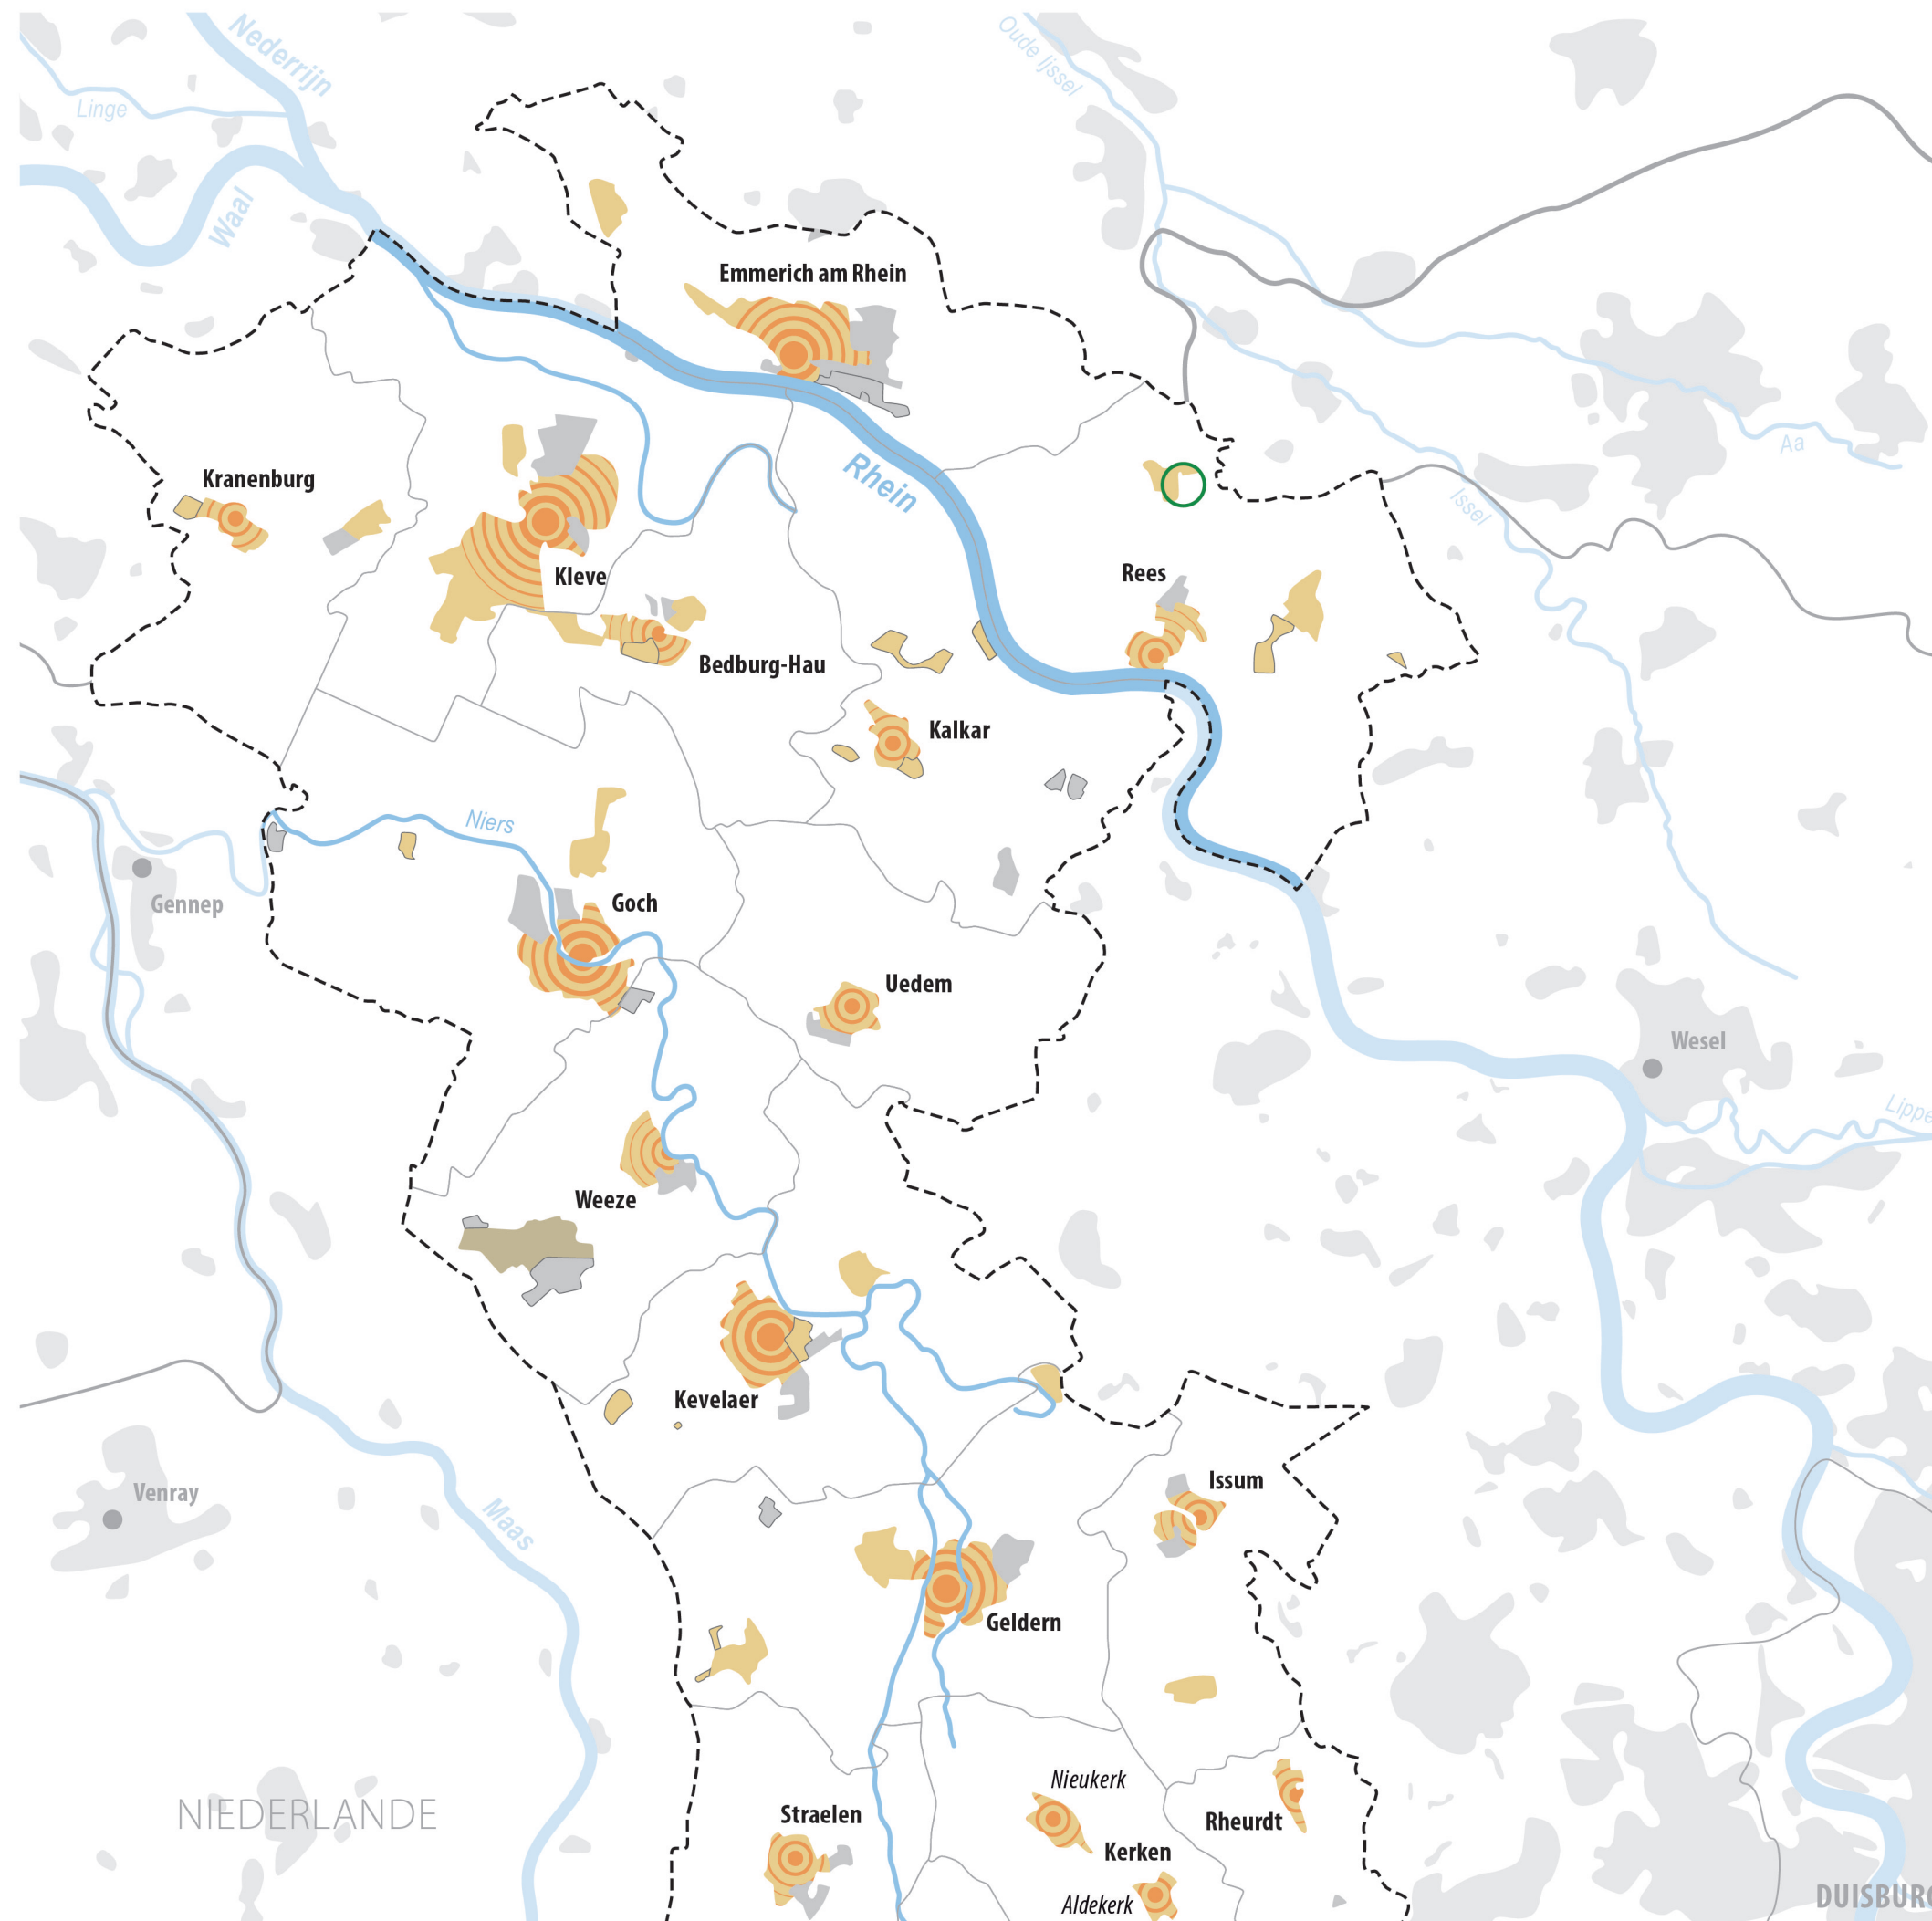 Nederrijn
Oude Ijssel
Linge
Waal
Emmerich am Rhein
Aa
Rhein
Kranenburg
Issel
Kleve
Rees
Bedburg-Hau
Kalkar
Niers
Gennep
Goch
Uedem
Wesel
Lippe
Weeze
Kevelaer
Issum
Venray
Maas
Geldern
Nieukerk
NIEDERLANDE
Straelen
Rheurdt
Kerken
Aldekerk
DUISBURG